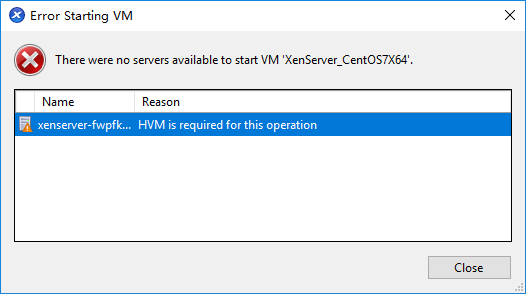 Error Starting VM
There were no servers available to start VM 'XenServer_CentOS7X64'.
Name Reason
xenserver-fwpfk... HVM is required for this operation
Close